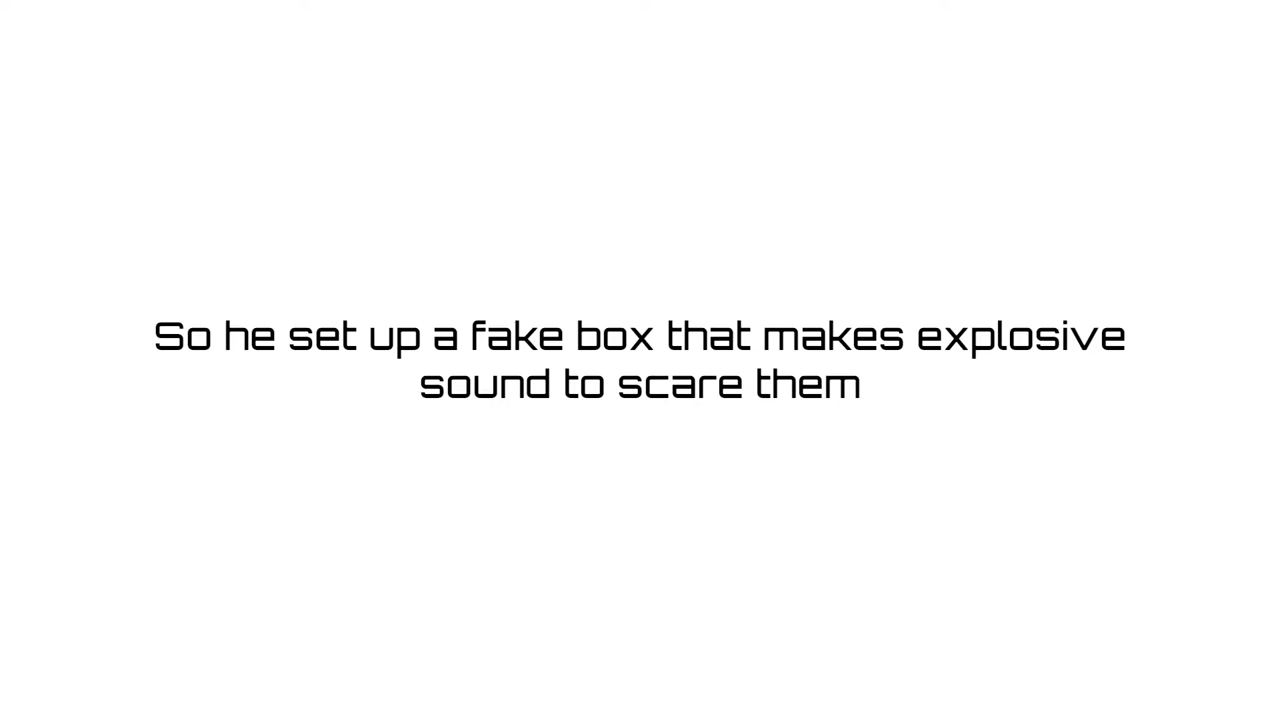 So he set up a fake box that makes explosive
sound to scare them